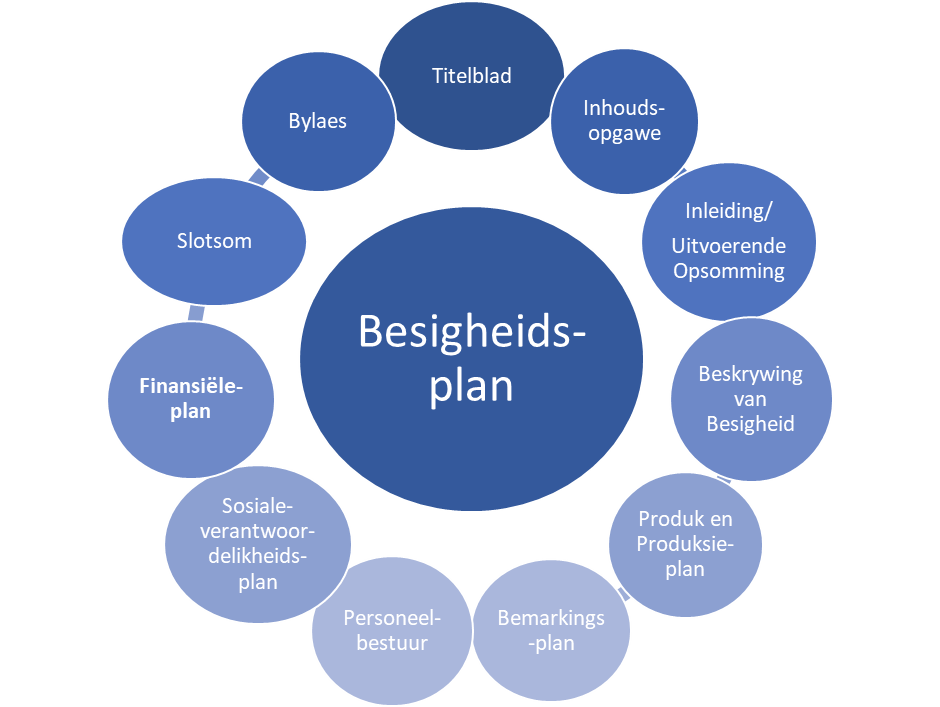 Titelblad
Inhouds-
opgawe
Inleiding/
Uitvoerende
Opsomming
Beskrywing
van
Besigheid
Produk en
Produksie-
plan
Bemarkings
-plan
Personeel-
bestuur
Sosiale-
verantwoor-
delikheids-
plan
Finansiële-
plan
Slotsom
Bylaes
Besigheids-
plan